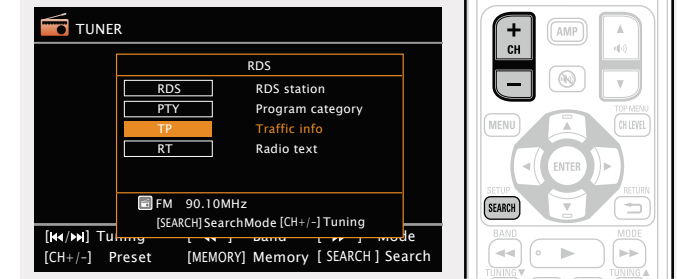 TUNER
RDS
RDS RDS station
PTY Program category
TP Traffic info
RT Radio text
FM 90.10MHz
[SEARCH] SearchMode [CH+/-] Tuning
[⏮/⏭] Tuning [ ◀◀ ] Band [ ▶▶ ] Mode
[CH+/-] Preset [MEMORY] Memory [ SEARCH ] Search
+
CH
−
AMP
TOP MENU
MENU
CH LEVEL
ENTER
SETUP
RETURN
SEARCH
BAND
MODE
TUNING▼
TUNING▲